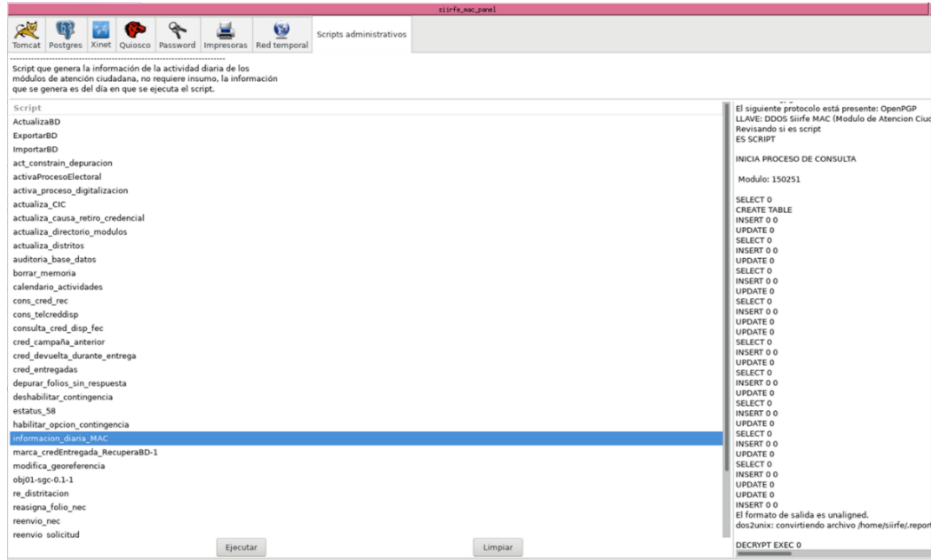 siirfe_mac_panel
Tomcat Postgres Xinet Quiosco Password Impresoras Red temporal Scripts administrativos
Script que genera la información de la actividad diaria de los
módulos de atención ciudadana, no requiere insumo, la información
que se genera es del día en que se ejecuta el script.
Script
ActualizaBD
ExportarBD
ImportarBD
act_constrain_depuracion
activaProcesoElectoral
activa_proceso_digitalizacion
actualiza_CIC
actualiza_causa_retiro_credencial
actualiza_directorio_modulos
actualiza_distritos
auditoria_base_datos
borrar_memoria
calendario_actividades
cons_cred_rec
cons_telcreddisp
consulta_cred_disp_fec
cred_campaña_anterior
cred_devuelta_durante_entrega
cred_entregadas
depurar_folios_sin_respuesta
deshabilitar_contingencia
estatus_58
habilitar_opcion_contingencia
informacion_diaria_MAC
marca_credEntregada_RecuperaBD-1
modifica_georeferencia
obj01-sgc-0.1-1
re_distritacion
reasigna_folio_nec
reenvio_nec
reenvio_solicitud
Ejecutar Limpiar
El siguiente protocolo está presente: OpenPGP
LLAVE: DDOS Siirfe MAC (Modulo de Atencion Ciuc
Revisando si es script
ES SCRIPT
INICIA PROCESO DE CONSULTA
Modulo: 150251
SELECT 0
CREATE TABLE
INSERT 0 0
UPDATE 0
SELECT 0
INSERT 0 0
UPDATE 0
SELECT 0
INSERT 0 0
UPDATE 0
SELECT 0
INSERT 0 0
UPDATE 0
UPDATE 0
SELECT 0
INSERT 0 0
UPDATE 0
SELECT 0
INSERT 0 0
UPDATE 0
SELECT 0
INSERT 0 0
UPDATE 0
SELECT 0
INSERT 0 0
UPDATE 0
SELECT 0
INSERT 0 0
UPDATE 0
UPDATE 0
INSERT 0 0
El formato de salida es unaligned.
dos2unix: convirtiendo archivo /home/siirfe/.report
DECRYPT EXEC 0